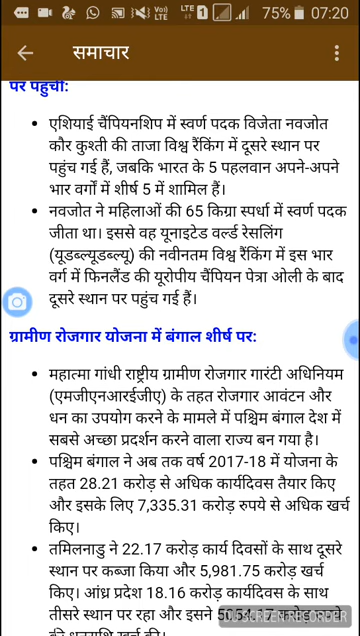 75% 07:20
समाचार
पर पहुंची:
एशियाई चैंपियनशिप में स्वर्ण पदक विजेता नवजोत
कौर कुश्ती की ताजा विश्व रैंकिंग में दूसरे स्थान पर
पहुंच गई हैं, जबकि भारत के 5 पहलवान अपने-अपने
भार वर्गों में शीर्ष 5 में शामिल हैं।
नवजोत ने महिलाओं की 65 किग्रा स्पर्धा में स्वर्ण पदक
जीता था। इससे वह यूनाइटेड वर्ल्ड रेसलिंग
(यूडब्ल्यूडब्ल्यू) की नवीनतम विश्व रैंकिंग में इस भार
वर्ग में फिनलैंड की यूरोपीय चैंपियन पेत्रा ओली के बाद
दूसरे स्थान पर पहुंच गई हैं।
ग्रामीण रोजगार योजना में बंगाल शीर्ष पर:
महात्मा गांधी राष्ट्रीय ग्रामीण रोजगार गारंटी अधिनियम
(एमजीएनआरईजीए) के तहत रोजगार आवंटन और
धन का उपयोग करने के मामले में पश्चिम बंगाल देश में
सबसे अच्छा प्रदर्शन करने वाला राज्य बन गया है।
पश्चिम बंगाल ने अब तक वर्ष 2017-18 में योजना के
तहत 28.21 करोड़ से अधिक कार्यदिवस तैयार किए
और इसके लिए 7,335.31 करोड़ रुपये से अधिक खर्च
किए।
तमिलनाडु ने 22.17 करोड़ कार्य दिवसों के साथ दूसरे
स्थान पर कब्जा किया और 5,981.75 करोड़ खर्च
किए। आंध्र प्रदेश 18.16 करोड़ कार्यदिवस के साथ
तीसरे स्थान पर रहा और इसने
DU SCREEN RECORDER